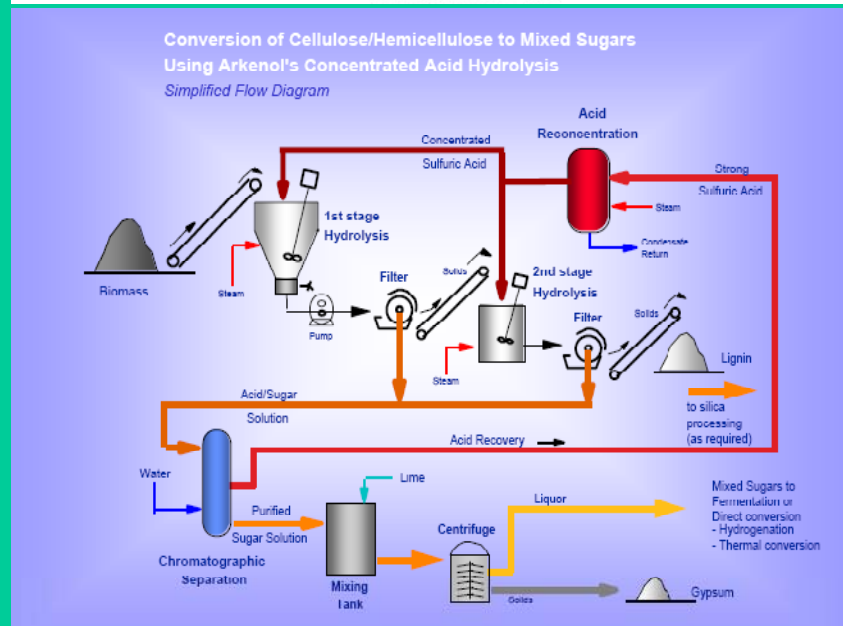 Conversion of Cellulose/Hemicellulose to Mixed Sugars
Using Arkenol's Concentrated Acid Hydrolysis
Simplified Flow Diagram
Acid
Reconcentration
Concentrated
Sulfuric Acid
Strong
Sulfuric Acid
Steam
Condensate
Return
1st stage
Hydrolysis
Biomass
Steam
Pump
Filter
Solids
2nd stage
Hydrolysis
Filter
Solids
Steam
Lignin
to silica
processing
(as required)
Acid/Sugar
Solution
Acid Recovery
Water
Lime
Purified
Sugar Solution
Chromatographic
Separation
Mixing
Tank
Centrifuge
Liquor
Mixed Sugars to
Fermentation or
Direct conversion
- Hydrogenation
- Thermal conversion
Solids
Gypsum